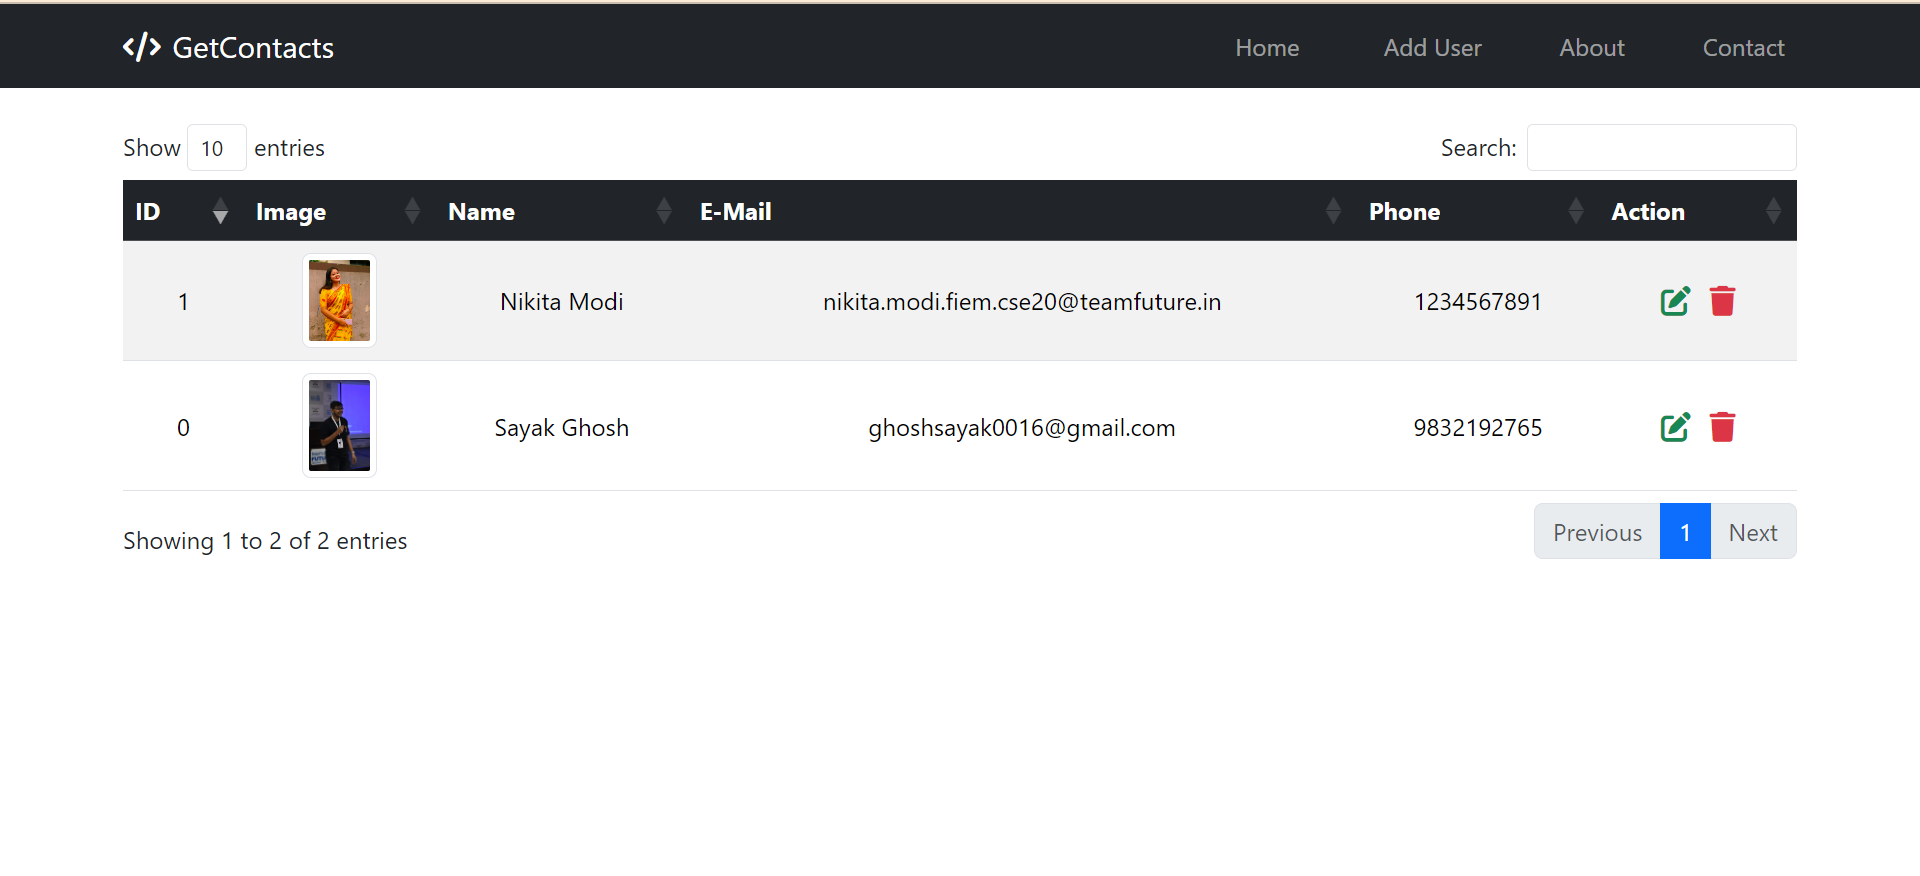 </> GetContacts Home Add User About Contact
Show 10 entries Search:
ID Image Name E-Mail Phone Action
1 Nikita Modi nikita.modi.fiem.cse20@teamfuture.in 1234567891
0 Sayak Ghosh ghoshsayak0016@gmail.com 9832192765
Showing 1 to 2 of 2 entries Previous 1 Next